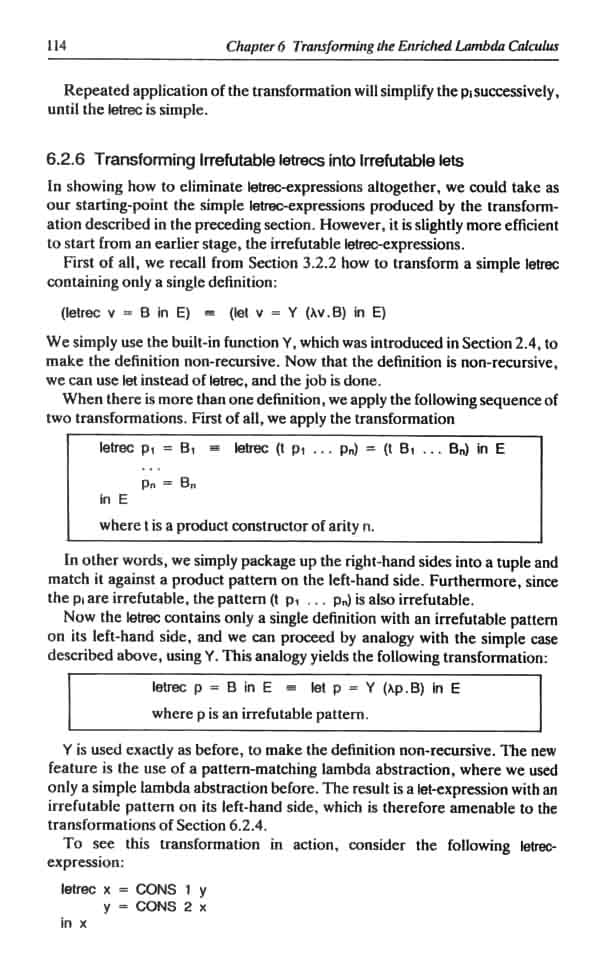 114 Chapter 6 Transforming the Enriched Lambda Calculus
Repeated application of the transformation will simplify the pᵢ successively,
until the letrec is simple.
6.2.6 Transforming Irrefutable letrecs into Irrefutable lets
In showing how to eliminate letrec-expressions altogether, we could take as
our starting-point the simple letrec-expressions produced by the transform-
ation described in the preceding section. However, it is slightly more efficient
to start from an earlier stage, the irrefutable letrec-expressions.
First of all, we recall from Section 3.2.2 how to transform a simple letrec
containing only a single definition:
(letrec v = B in E) ≡ (let v = Y (λv.B) in E)
We simply use the built-in function Y, which was introduced in Section 2.4, to
make the definition non-recursive. Now that the definition is non-recursive,
we can use let instead of letrec, and the job is done.
When there is more than one definition, we apply the following sequence of
two transformations. First of all, we apply the transformation
letrec p₁ = B₁ ≡ letrec (t p₁ ... pₙ) = (t B₁ ... Bₙ) in E
...
pₙ = Bₙ
in E
where t is a product constructor of arity n.
In other words, we simply package up the right-hand sides into a tuple and
match it against a product pattern on the left-hand side. Furthermore, since
the pᵢ are irrefutable, the pattern (t p₁ ... pₙ) is also irrefutable.
Now the letrec contains only a single definition with an irrefutable pattern
on its left-hand side, and we can proceed by analogy with the simple case
described above, using Y. This analogy yields the following transformation:
letrec p = B in E ≡ let p = Y (λp.B) in E
where p is an irrefutable pattern.
Y is used exactly as before, to make the definition non-recursive. The new
feature is the use of a pattern-matching lambda abstraction, where we used
only a simple lambda abstraction before. The result is a let-expression with an
irrefutable pattern on its left-hand side, which is therefore amenable to the
transformations of Section 6.2.4.
To see this transformation in action, consider the following letrec-
expression:
letrec x = CONS 1 y
y = CONS 2 x
in x